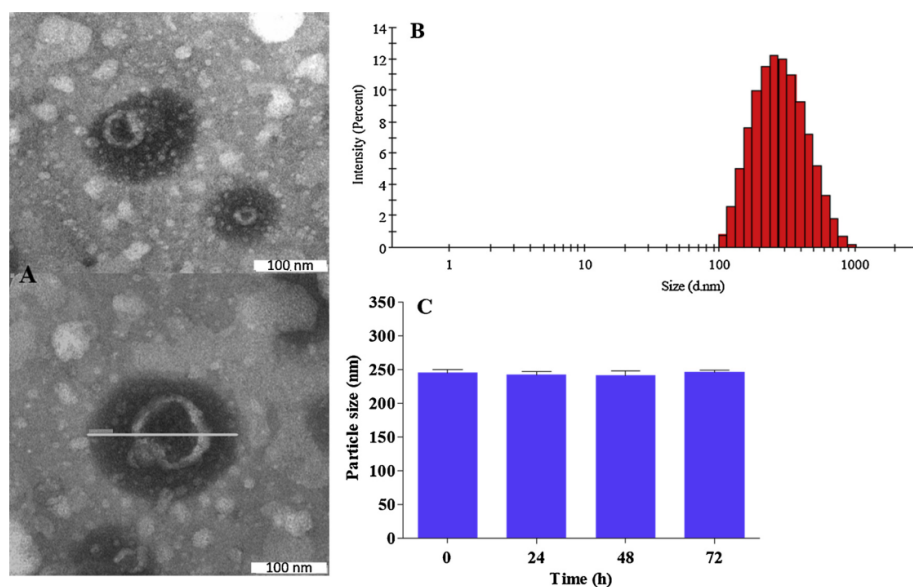 A
100 nm
100 nm
B
Intensity (Percent)
14
12
10
8
6
4
2
0
1
10
100
1000
Size (d.nm)
C
Particle size (nm)
350
300
250
200
150
100
50
0
0
24
48
72
Time (h)